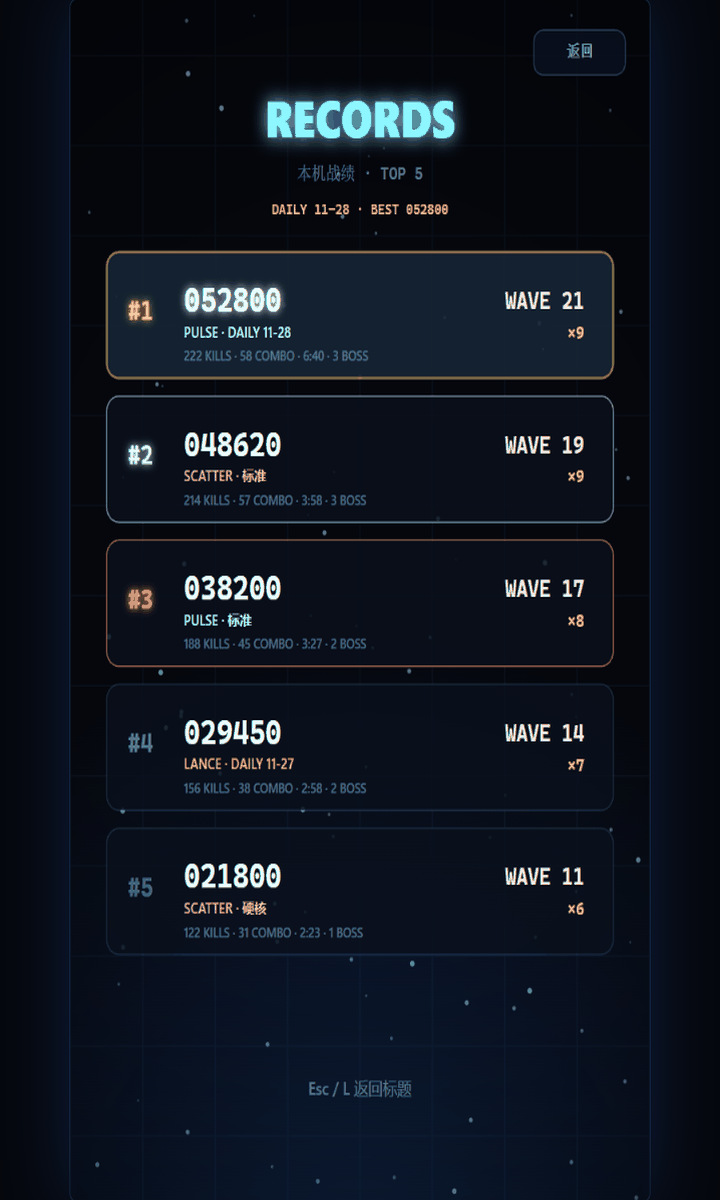 返回
RECORDS
本机战绩 · TOP 5
DAILY 11-28 · BEST 052800
#1
052800
WAVE 21
PULSE · DAILY 11-28
×9
222 KILLS · 58 COMBO · 6:40 · 3 BOSS
#2
048620
WAVE 19
SCATTER · 标准
×9
214 KILLS · 57 COMBO · 3:58 · 3 BOSS
#3
038200
WAVE 17
PULSE · 标准
×8
188 KILLS · 45 COMBO · 3:27 · 2 BOSS
#4
029450
WAVE 14
LANCE · DAILY 11-27
×7
156 KILLS · 38 COMBO · 2:58 · 2 BOSS
#5
021800
WAVE 11
SCATTER · 硬核
×6
122 KILLS · 31 COMBO · 2:23 · 1 BOSS
Esc / L 返回标题